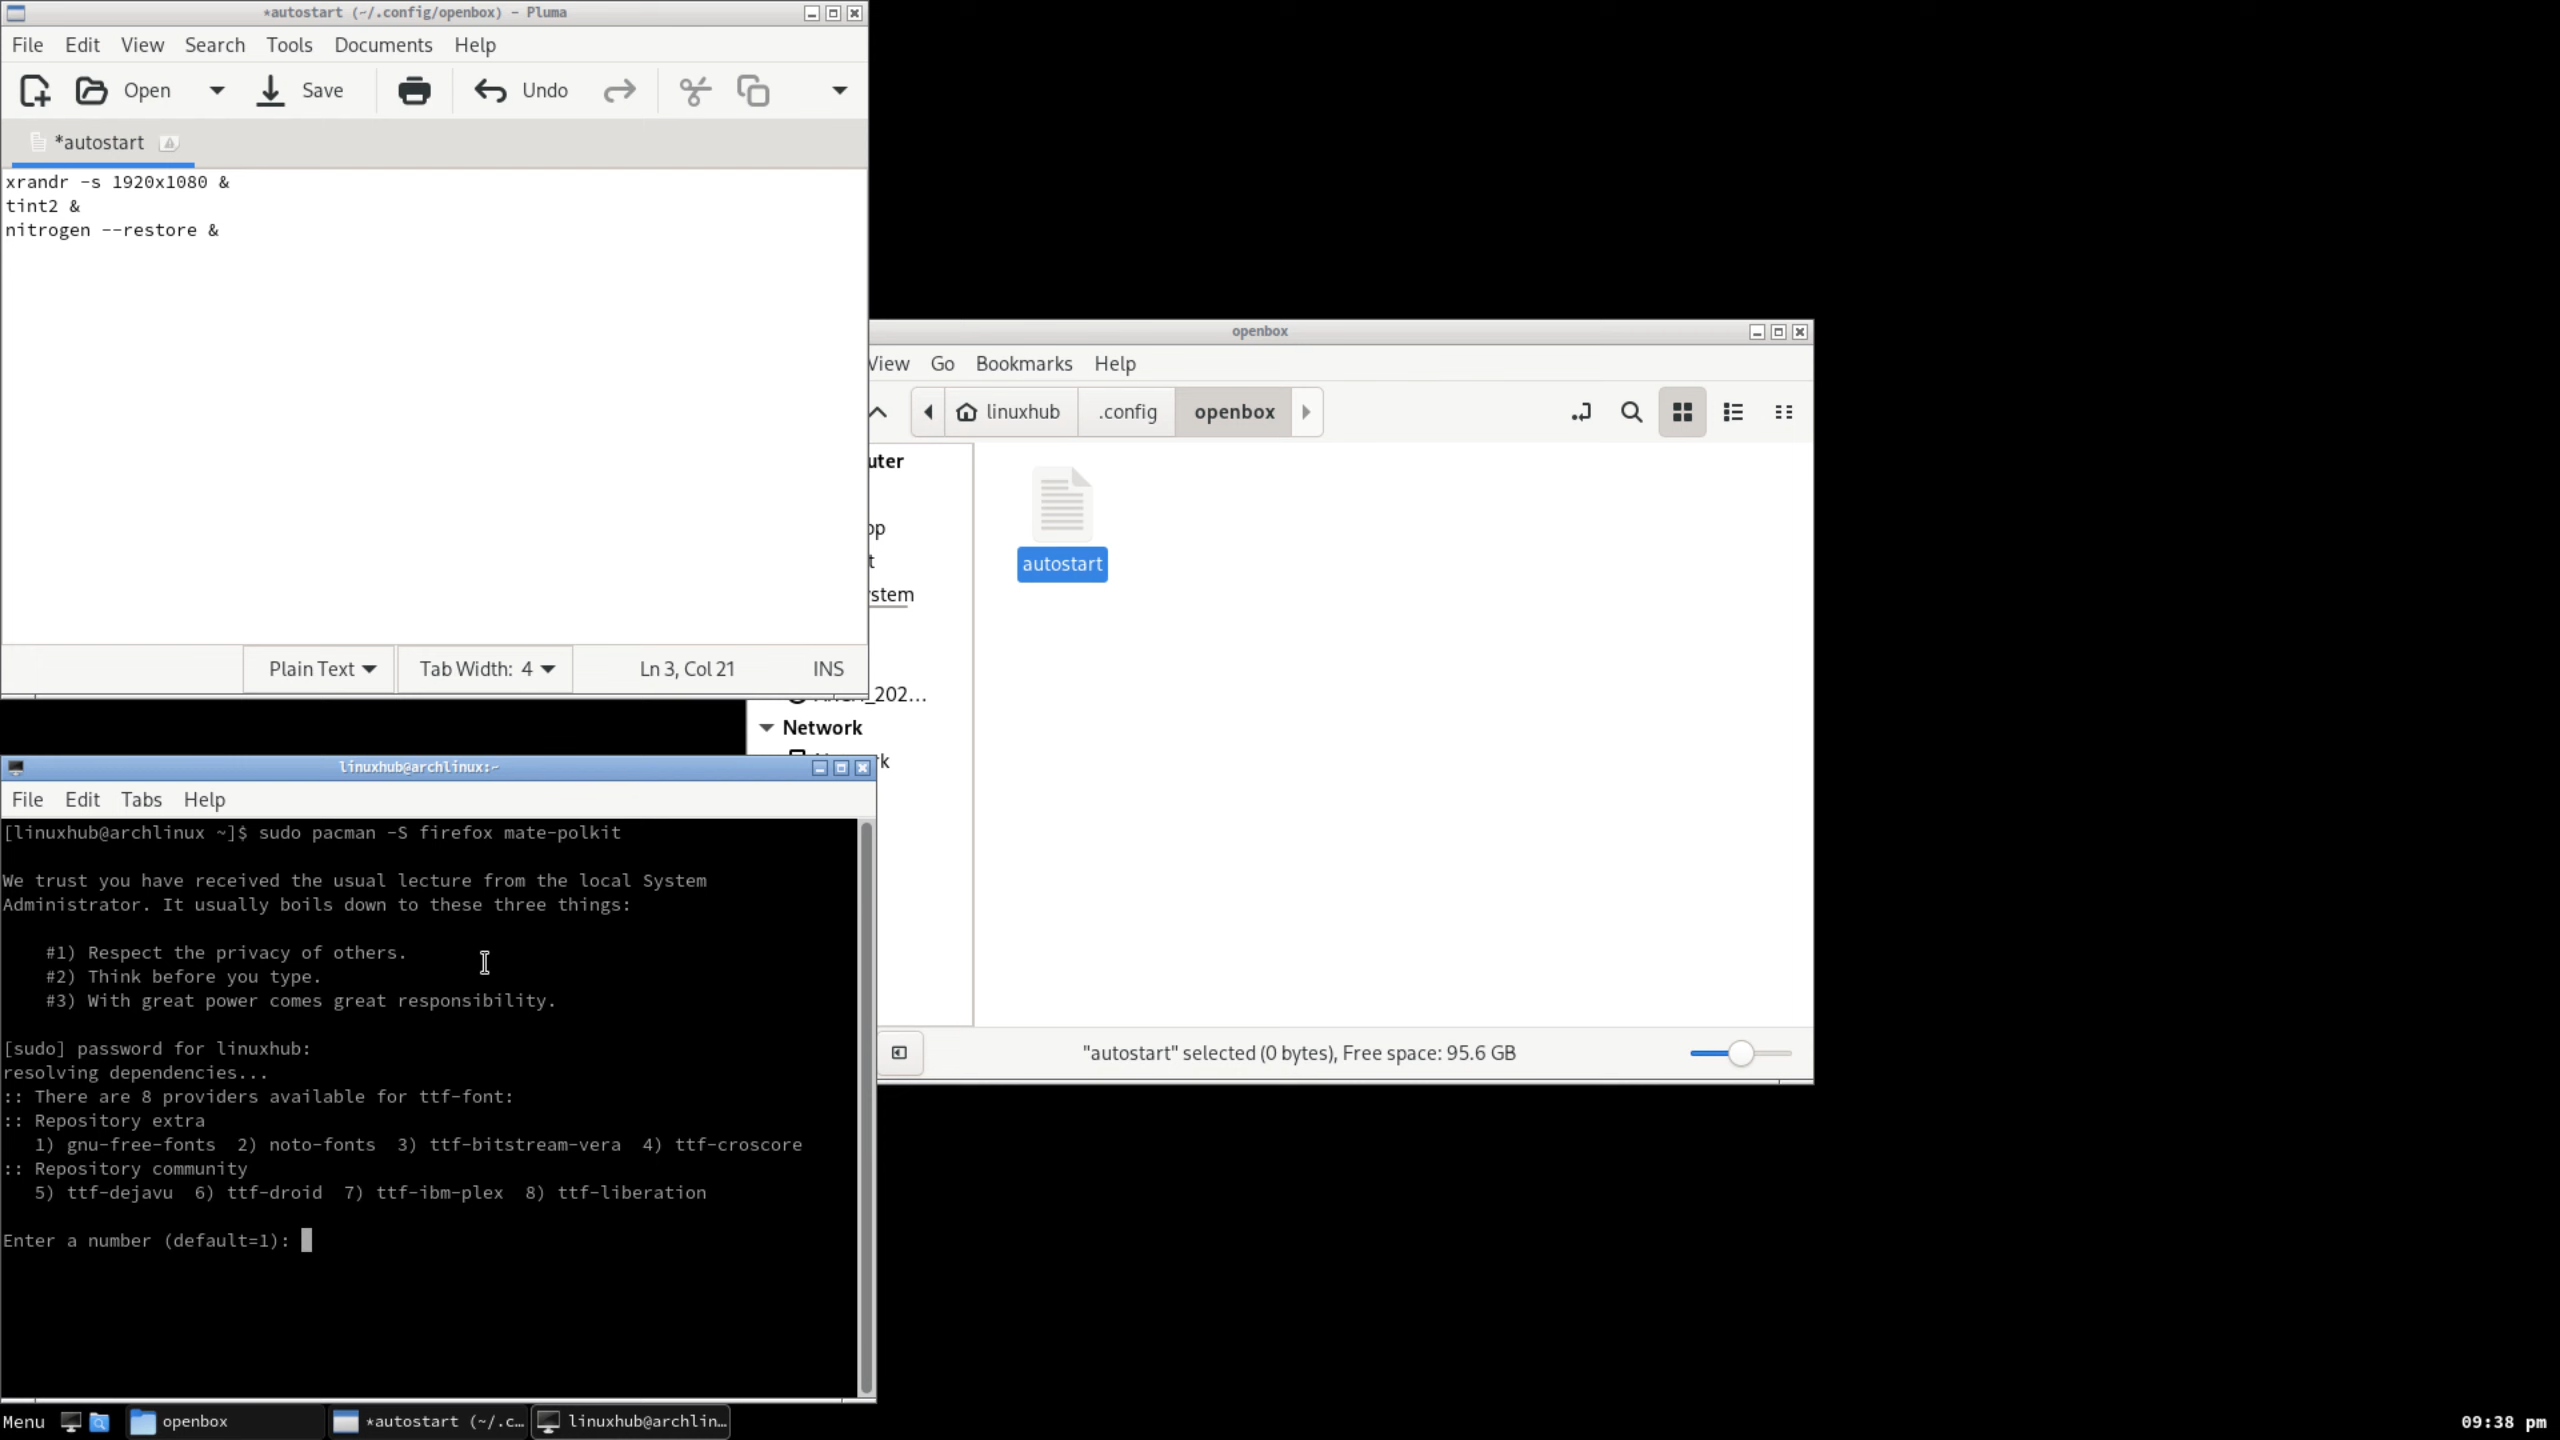 *autostart (~/.config/openbox) - Pluma
File Edit View Search Tools Documents Help
Open Save Undo
*autostart
xrandr -s 1920x1080 &
tint2 &
nitrogen --restore &
Plain Text Tab Width: 4 Ln 3, Col 21 INS
openbox
View Go Bookmarks Help
linuxhub .config openbox
uter
op
t
ystem
_202...
Network
rk
autostart
"autostart" selected (0 bytes), Free space: 95.6 GB
linuxhub@archlinux:~
File Edit Tabs Help
[linuxhub@archlinux ~]$ sudo pacman -S firefox mate-polkit
We trust you have received the usual lecture from the local System
Administrator. It usually boils down to these three things:
#1) Respect the privacy of others.
#2) Think before you type.
#3) With great power comes great responsibility.
[sudo] password for linuxhub:
resolving dependencies...
:: There are 8 providers available for ttf-font:
:: Repository extra
1) gnu-free-fonts 2) noto-fonts 3) ttf-bitstream-vera 4) ttf-croscore
:: Repository community
5) ttf-dejavu 6) ttf-droid 7) ttf-ibm-plex 8) ttf-liberation
Enter a number (default=1):
Menu openbox *autostart (~/.c... linuxhub@archlin... 09:38 pm